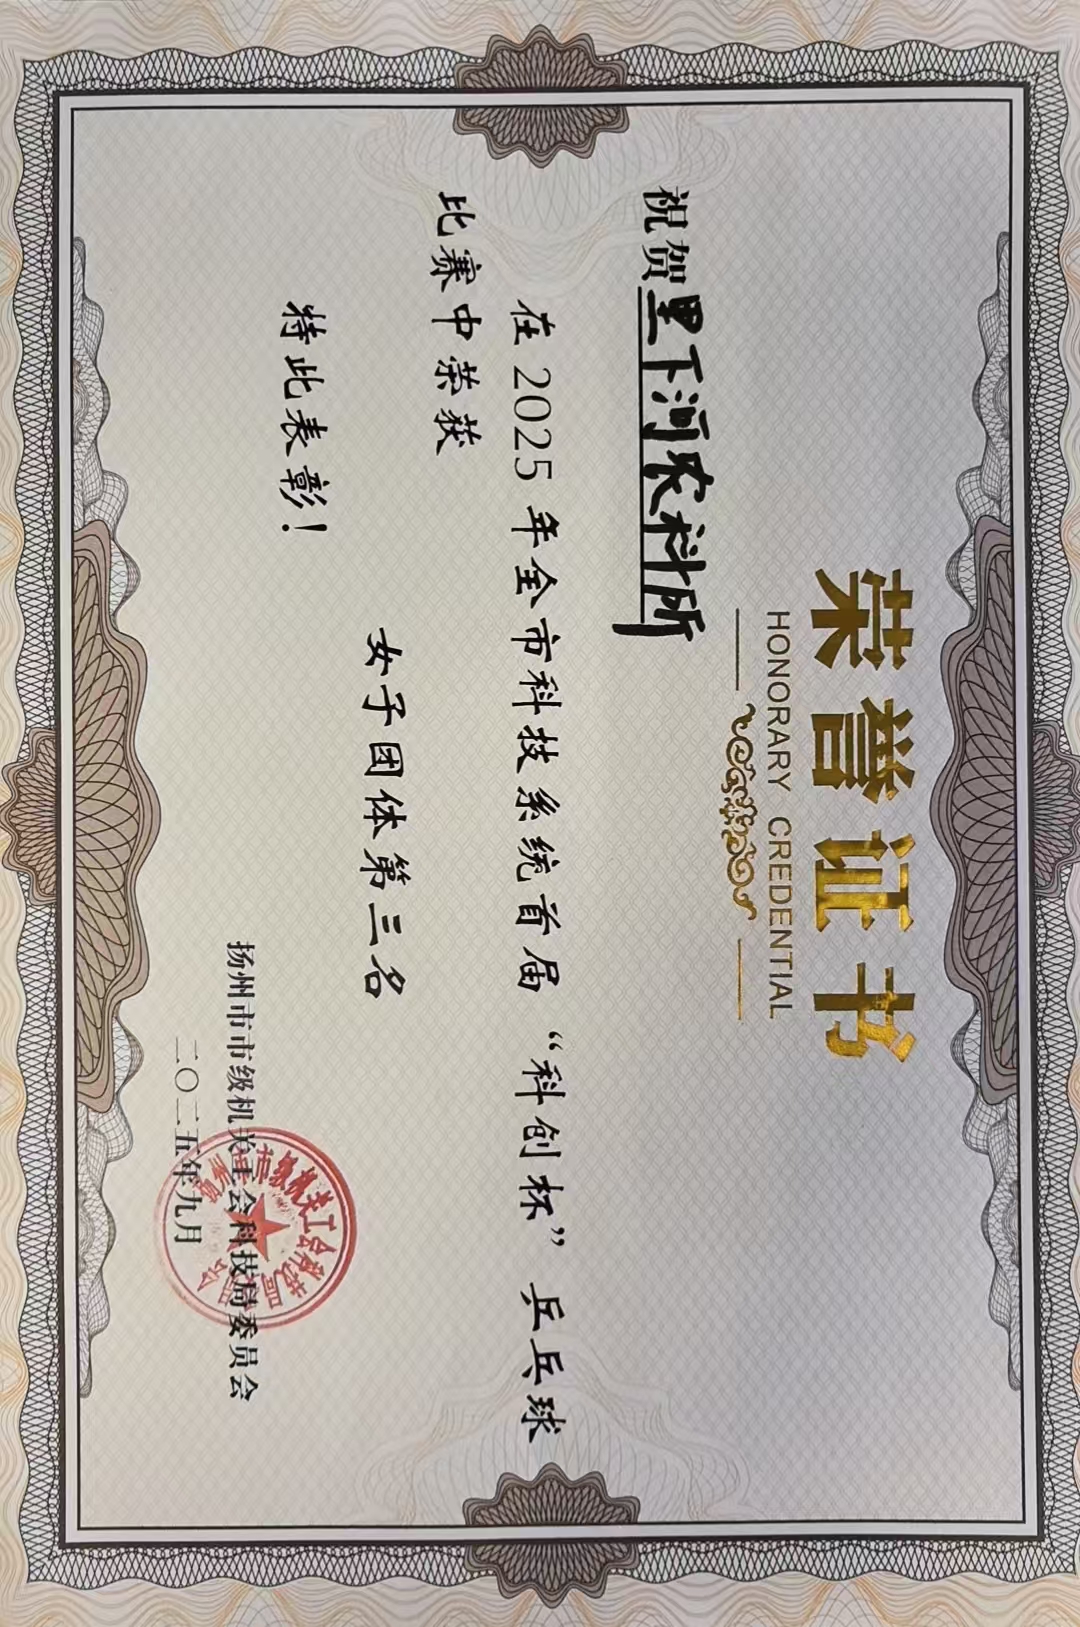 荣誉证书
HONORARY CREDENTIAL
祝贺里下河农科所
在2025年全市科技系统首届“科创杯”乒乓球
比赛中荣获
女子团体第三名
特此表彰！
扬州市市级机关工会科技局委员会
二〇二五年九月